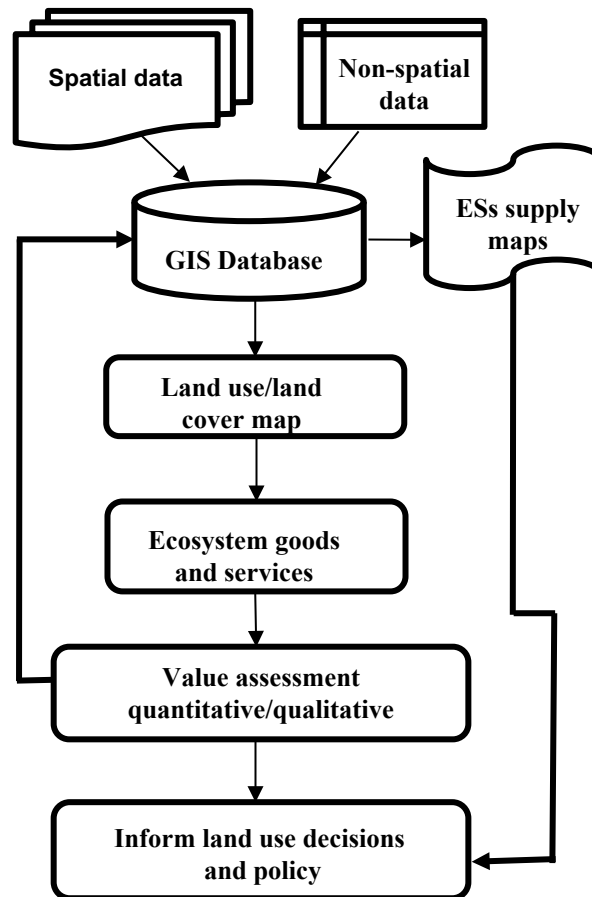 Spatial data
Non-spatial
data
ESs supply
maps
GIS Database
Land use/land
cover map
Ecosystem goods
and services
Value assessment
quantitative/qualitative
Inform land use decisions
and policy